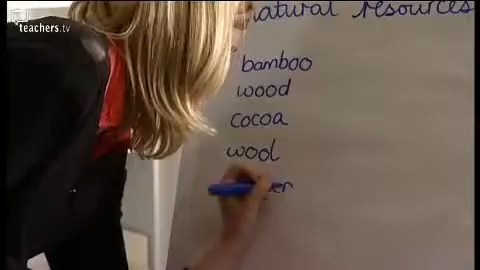 teachers.tv
natural resources
bamboo
wood
cocoa
wool